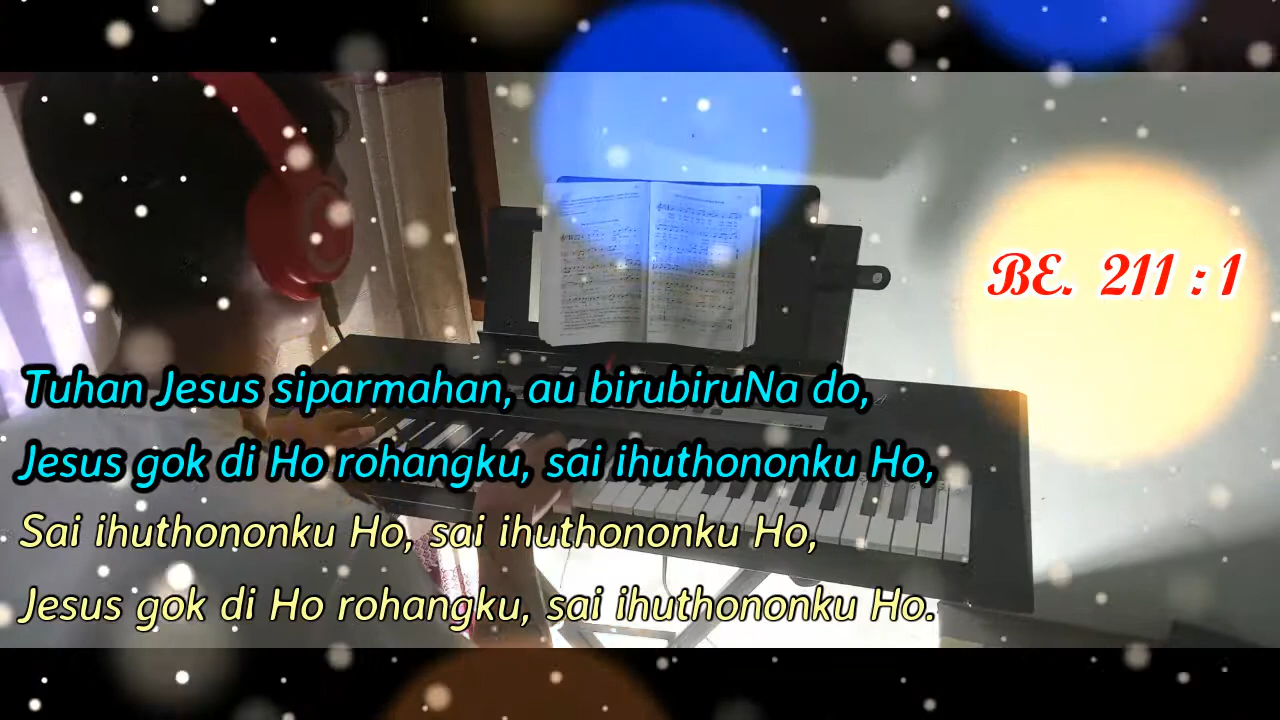 BE. 211 : 1
Tuhan Jesus siparmahan, au birubiruNa do,
Jesus gok di Ho rohangku, sai ihuthononku Ho,
Sai ihuthononku Ho, sai ihuthononku Ho,
Jesus gok di Ho rohangku, sai ihuthononku Ho.